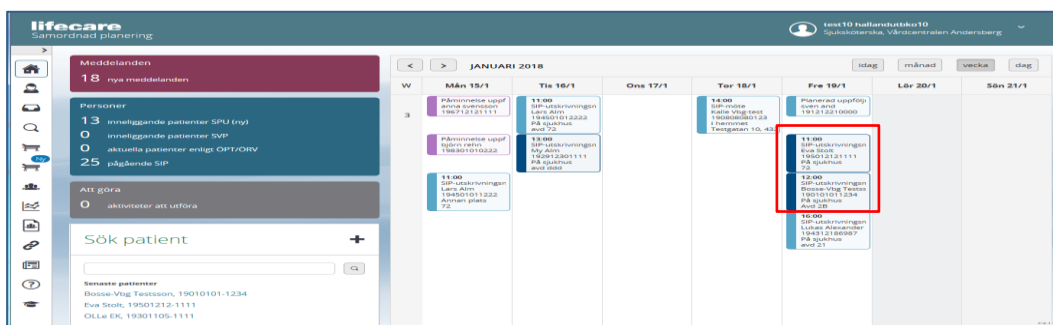 lifecare
Samordnad planering
test10 hallandutbko10
Sjuksköterska, Vårdcentralen Andersberg
Meddelanden
18 nya meddelanden
Personer
13 inneliggande patienter SPU (ny)
0 inneliggande patienter SVP
0 aktuella patienter enligt ÖPT/ÖRV
25 pågående SIP
Att göra
0 aktiviteter att utföra
Sök patient
Senaste patienter
Bosse-Vbg Testsson, 19010101-1234
Eva Stolt, 19501212-1111
OLLe EK, 19301105-1111
Ny
< > JANUARI 2018
idag månad vecka dag
W Mån 15/1 Tis 16/1 Ons 17/1 Tor 18/1 Fre 19/1 Lör 20/1 Sön 21/1
3
Påminnelse uppf
anna svensson
196712121111
Påminnelse uppf
björn rehn
198301010222
11:00
SIP-utskrivningsn
Lars Alm
194501011222
Annan plats
72
11:00
SIP-utskrivningsn
Lars Alm
194501012222
På sjukhus
avd 72
13:00
SIP-utskrivningsn
My Alm
192912301111
På sjukhus
avd ddd
14:00
SIP-möte
Kalle Vbg-test
190808080123
I hemmet
Testgatan 10, 432
Planerad uppfölj
sven and
191212210000
11:00
SIP-utskrivningsn
Eva Stolt
195012121111
På sjukhus
72
12:00
SIP-utskrivningsn
Bosse-Vbg Testss
190101011234
På sjukhus
Avd 2B
16:00
SIP-utskrivningsn
Lukas Alexander
194312186987
På sjukhus
avd 21